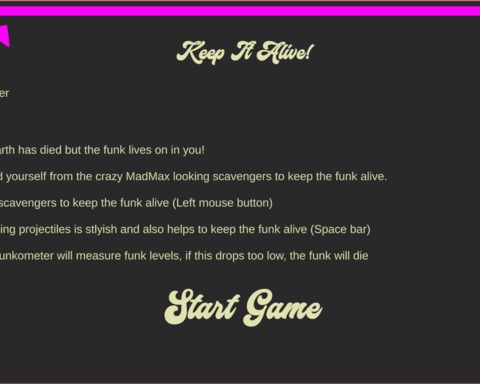 Keep It Alive!
er
rth has died but the funk lives on in you!
d yourself from the crazy MadMax looking scavengers to keep the funk alive.
scavengers to keep the funk alive (Left mouse button)
ing projectiles is stlyish and also helps to keep the funk alive (Space bar)
unkometer will measure funk levels, if this drops too low, the funk will die
Start Game